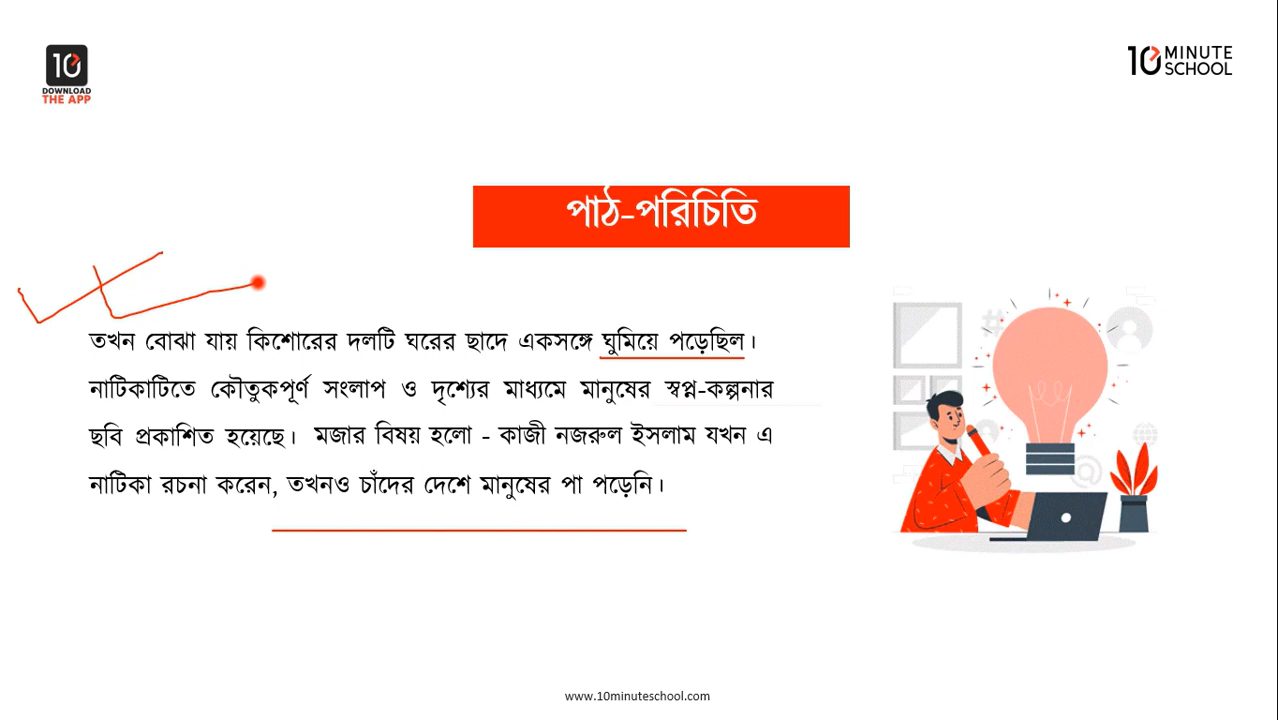 10
DOWNLOAD
THE APP
10 MINUTE
SCHOOL
পাঠ-পরিচিতি
তখন বোঝা যায় কিশোরের দলটি ঘরের ছাদে একসঙ্গে ঘুমিয়ে পড়েছিল।
নাটিকাটিতে কৌতুকপূর্ণ সংলাপ ও দৃশ্যের মাধ্যমে মানুষের স্বপ্ন-কল্পনার
ছবি প্রকাশিত হয়েছে। মজার বিষয় হলো - কাজী নজরুল ইসলাম যখন এ
নাটিকা রচনা করেন, তখনও চাঁদের দেশে মানুষের পা পড়েনি।
www.10minuteschool.com